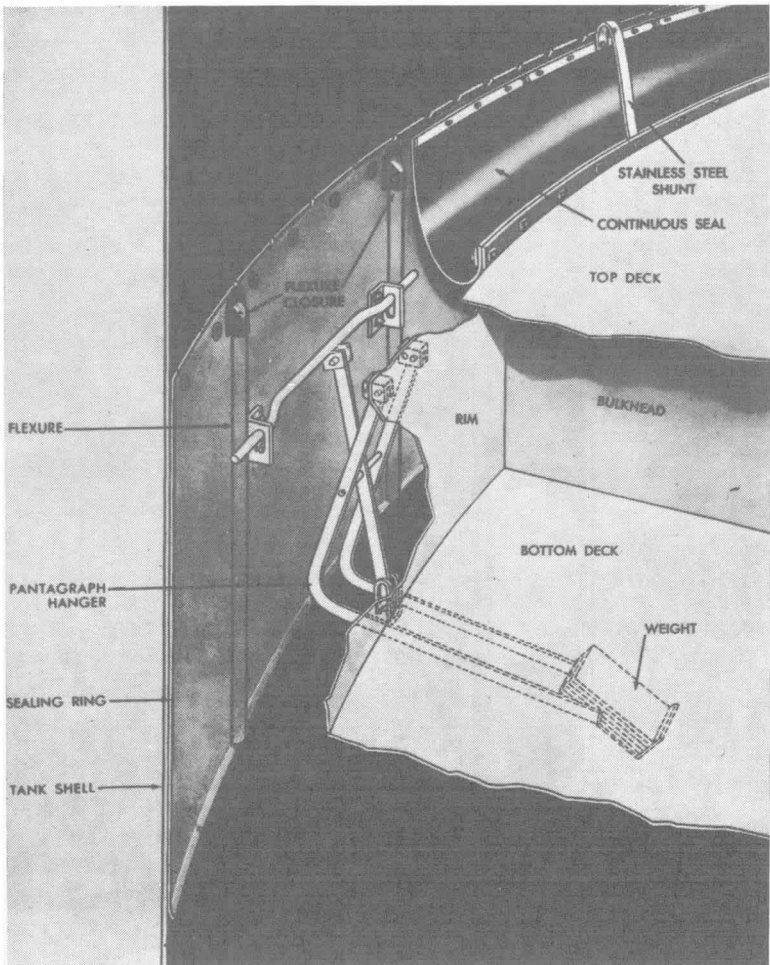 STAINLESS STEEL
SHUNT
CONTINUOUS SEAL
TOP DECK
FLEXURE
CLOSURE
BULKHEAD
RIM
FLEXURE
BOTTOM DECK
PANTAGRAPH
HANGER
WEIGHT
SEALING RING
TANK SHELL